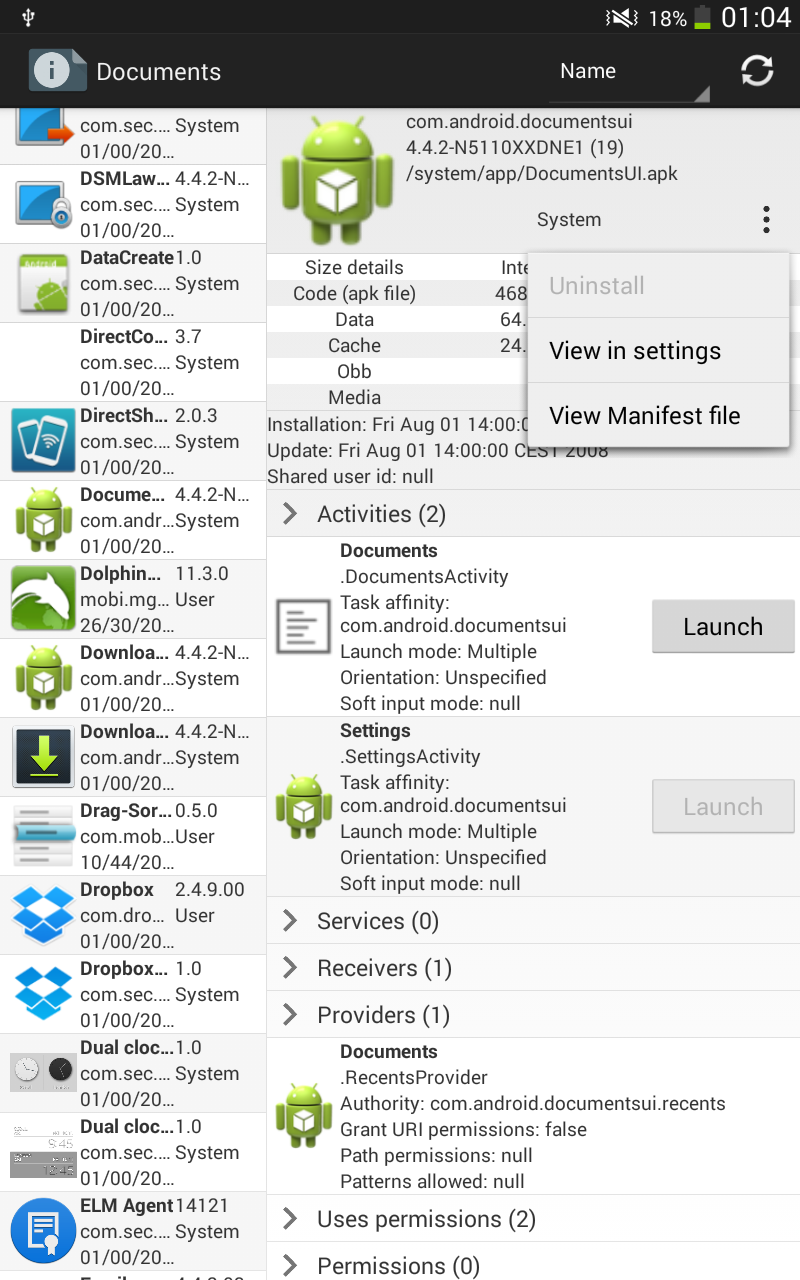 18% 01:04
Documents
Name
com.sec.... System
01/00/20...
DSMLaw... 4.4.2-N...
com.sec.... System
01/00/20...
DataCreate 1.0
com.sec.... System
01/00/20...
DirectCo... 3.7
com.sec.... System
01/00/20...
DirectSh... 2.0.3
com.sec.... System
01/00/20...
Docume... 4.4.2-N...
com.andr... System
01/00/20...
Dolphin... 11.3.0
mobi.mg... User
26/30/20...
Downloa... 4.4.2-N...
com.andr... System
01/00/20...
Downloa... 4.4.2-N...
com.andr... System
01/00/20...
Drag-Sor... 0.5.0
com.mob... User
10/44/20...
Dropbox 2.4.9.00
com.dro... User
01/00/20...
Dropbox... 1.0
com.sec.... System
01/00/20...
Dual cloc... 1.0
com.sec.... System
01/00/20...
Dual cloc... 1.0
com.sec.... System
01/00/20...
ELM Agent 14121
com.sec.... System
01/00/20...
com.android.documentsui
4.4.2-N5110XXDNE1 (19)
/system/app/DocumentsUI.apk
System
Uninstall
View in settings
View Manifest file
Size details Inte
Code (apk file) 468
Data 64.
Cache 24.
Obb
Media
Installation: Fri Aug 01 14:00:0
Update: Fri Aug 01 14:00:00 CEST 2008
Shared user id: null
Activities (2)
Documents
.DocumentsActivity
Task affinity:
com.android.documentsui
Launch mode: Multiple
Orientation: Unspecified
Soft input mode: null
Launch
Settings
.SettingsActivity
Task affinity:
com.android.documentsui
Launch mode: Multiple
Orientation: Unspecified
Soft input mode: null
Launch
Services (0)
Receivers (1)
Providers (1)
Documents
.RecentsProvider
Authority: com.android.documentsui.recents
Grant URI permissions: false
Path permissions: null
Patterns allowed: null
Uses permissions (2)
Permissions (0)